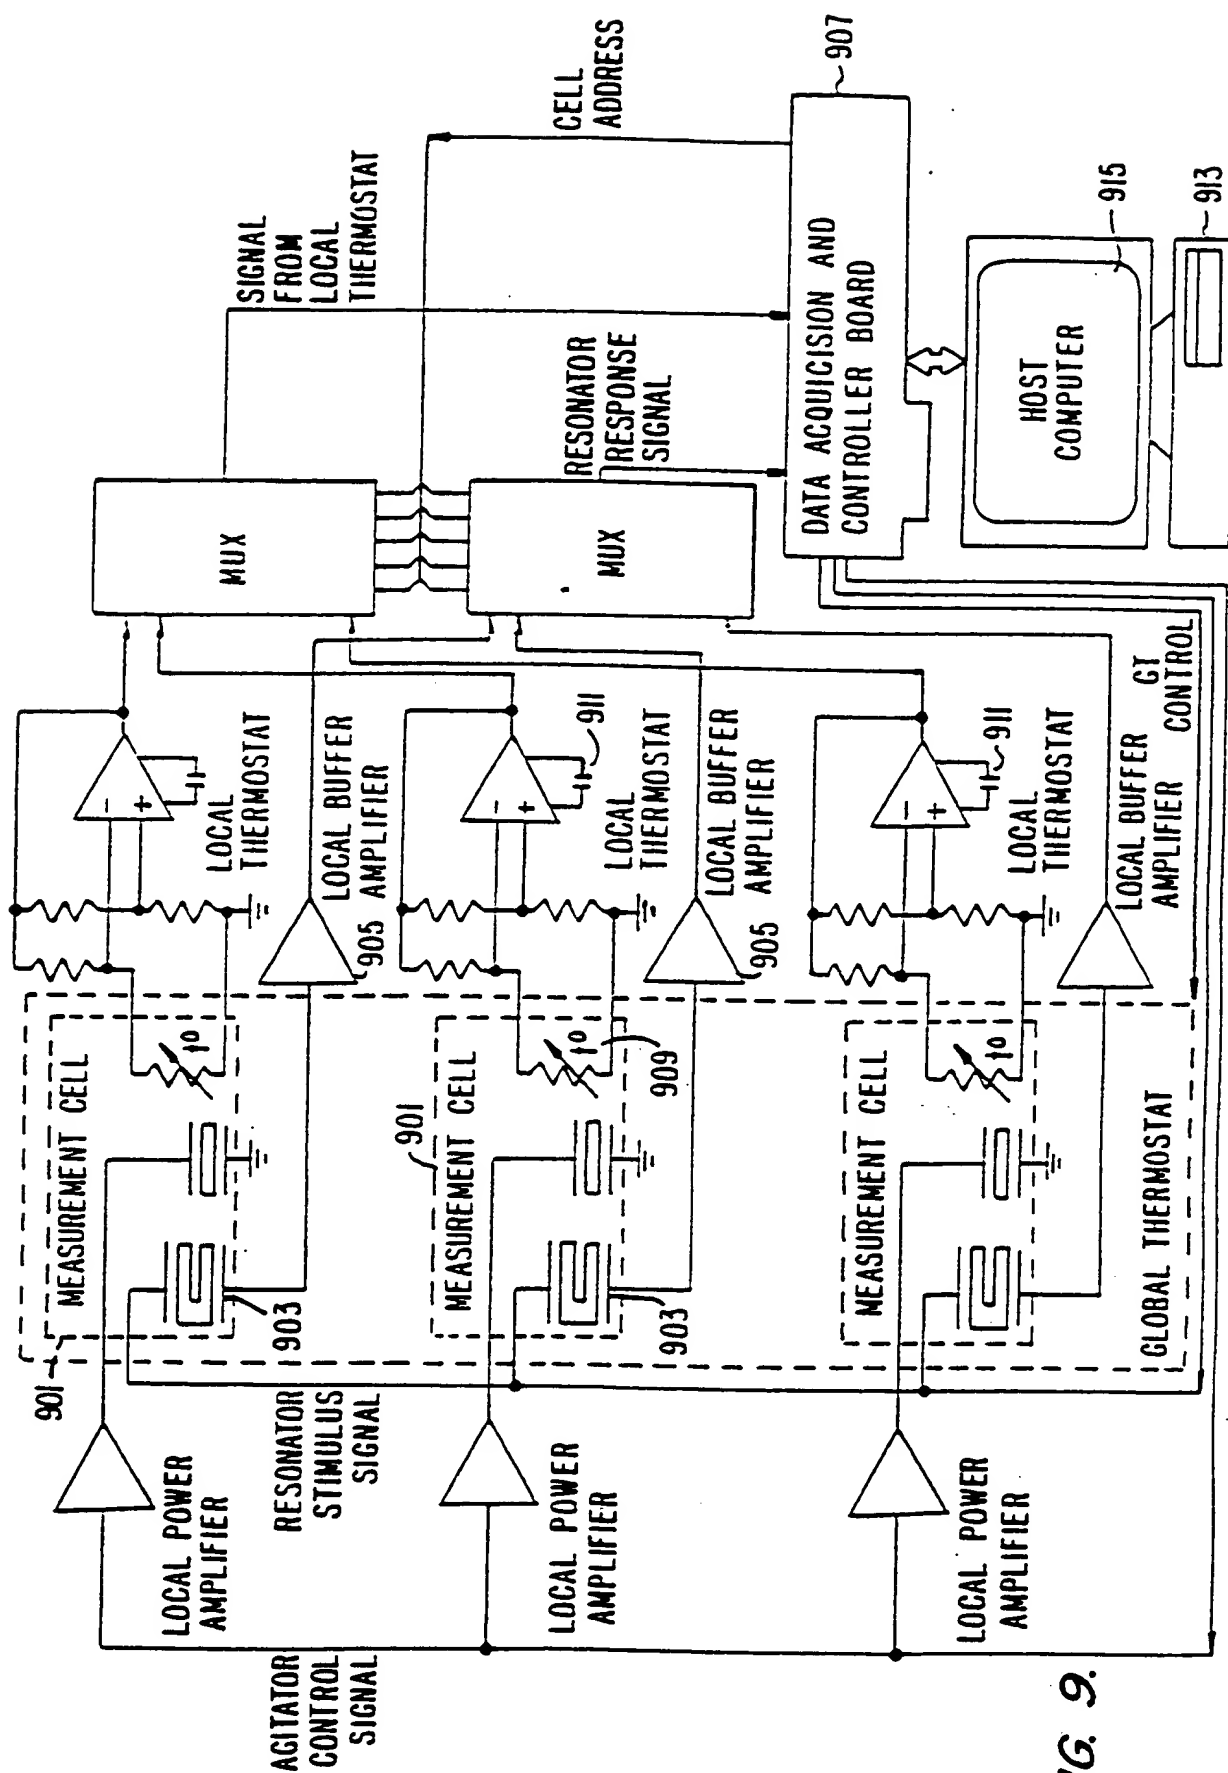 AGITATOR
CONTROL
SIGNAL
LOCAL POWER
AMPLIFIER
LOCAL POWER
AMPLIFIER
LOCAL POWER
AMPLIFIER
RESONATOR
STIMULUS
SIGNAL
901
MEASUREMENT CELL
903
t°
901
MEASUREMENT CELL
903
t°
909
MEASUREMENT CELL
t°
GLOBAL THERMOSTAT
905
LOCAL BUFFER
AMPLIFIER
905
LOCAL BUFFER
AMPLIFIER
LOCAL BUFFER
AMPLIFIER
-
+
LOCAL
THERMOSTAT
-
+
911
LOCAL
THERMOSTAT
-
+
911
LOCAL
THERMOSTAT
GT
CONTROL
MUX
MUX
SIGNAL
FROM
LOCAL
THERMOSTAT
RESONATOR
RESPONSE
SIGNAL
CELL
ADDRESS
DATA ACQUICISION AND
CONTROLLER BOARD
907
HOST
COMPUTER
915
913
IG. 9.